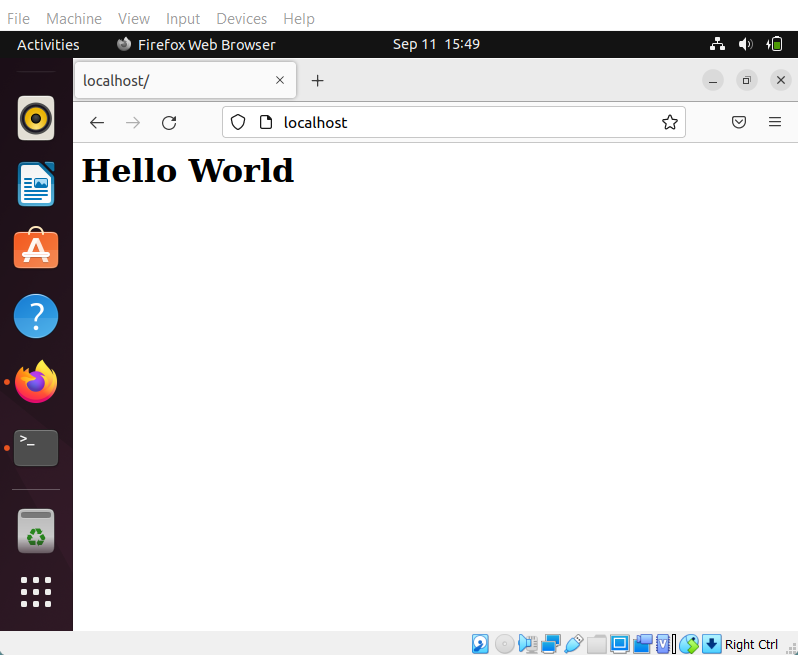 File Machine View Input Devices Help
Activities Firefox Web Browser Sep 11 15:49
localhost/
localhost
Hello World
?
>_
Right Ctrl